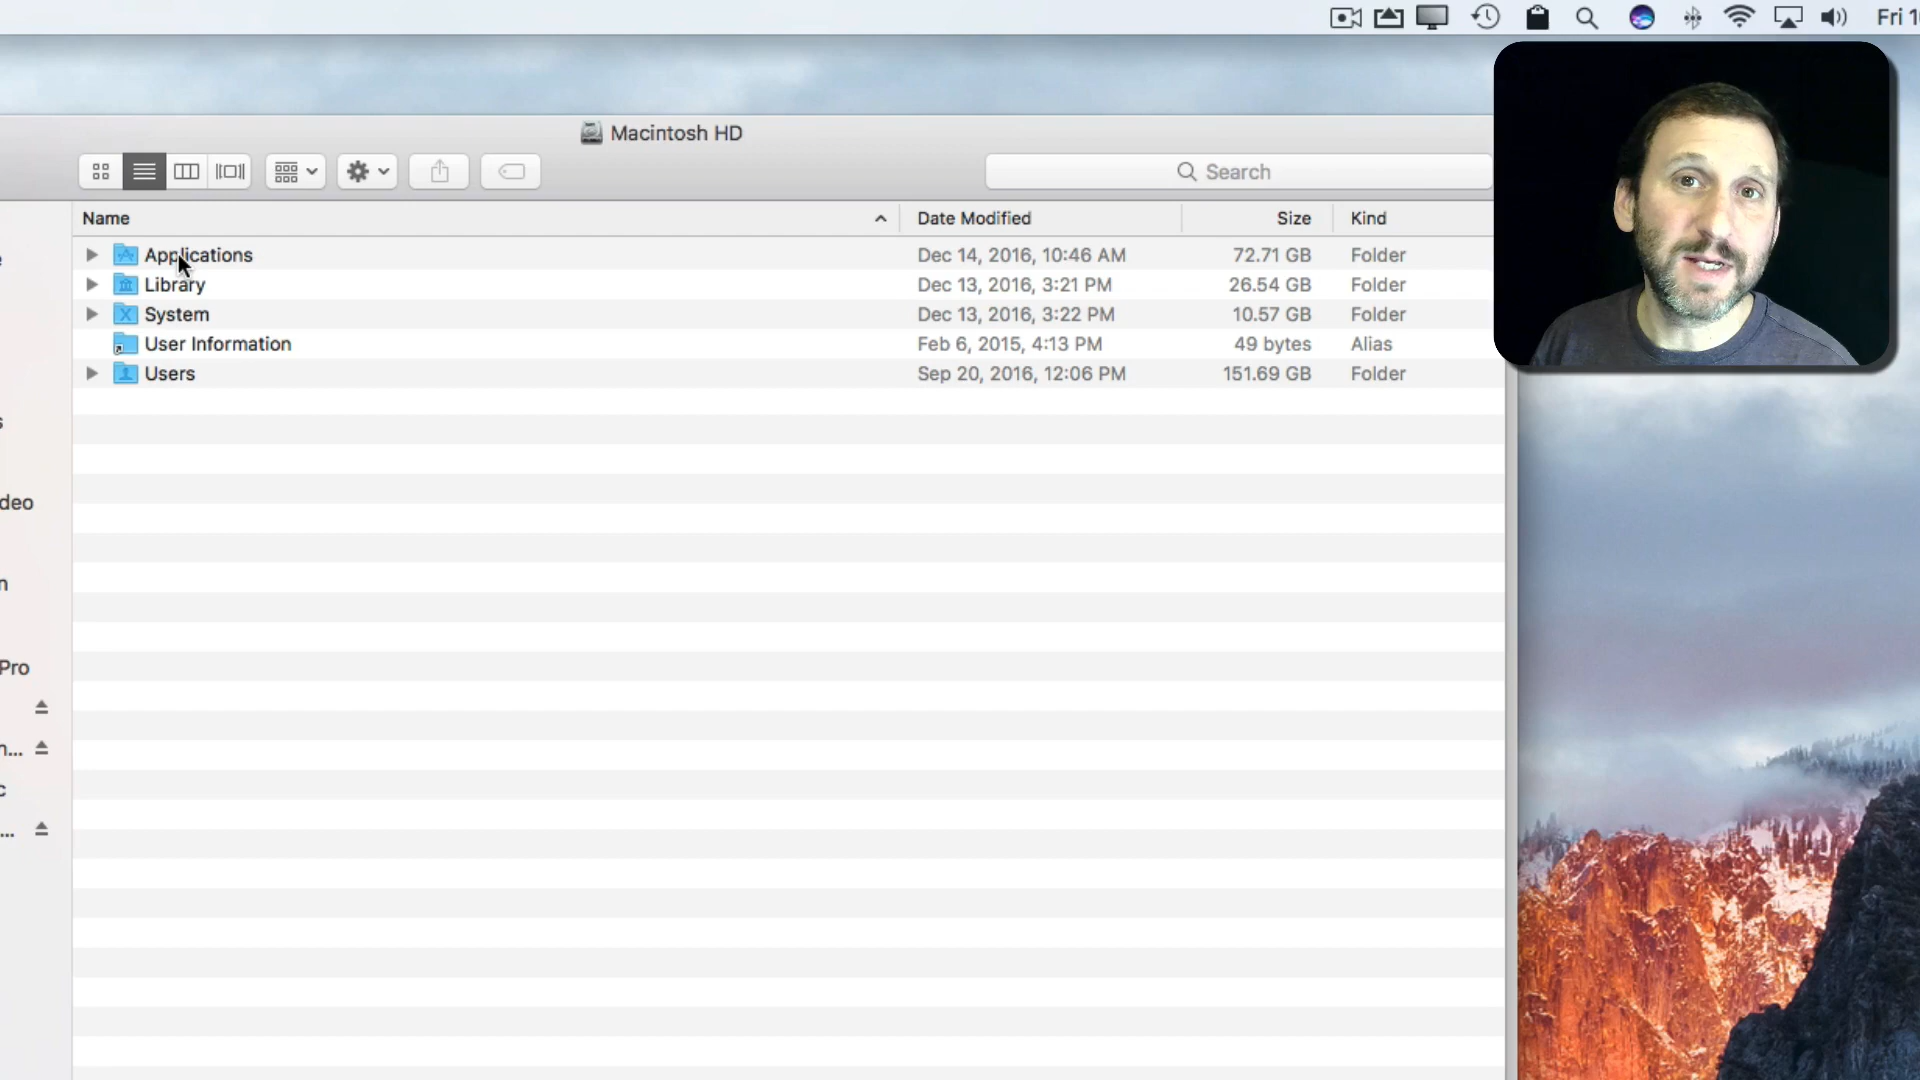 Fri 1
Macintosh HD
Search
Name Date Modified Size Kind
Applications Dec 14, 2016, 10:46 AM 72.71 GB Folder
Library Dec 13, 2016, 3:21 PM 26.54 GB Folder
System Dec 13, 2016, 3:22 PM 10.57 GB Folder
User Information Feb 6, 2015, 4:13 PM 49 bytes Alias
Users Sep 20, 2016, 12:06 PM 151.69 GB Folder
deo
n
Pro
...
c
...